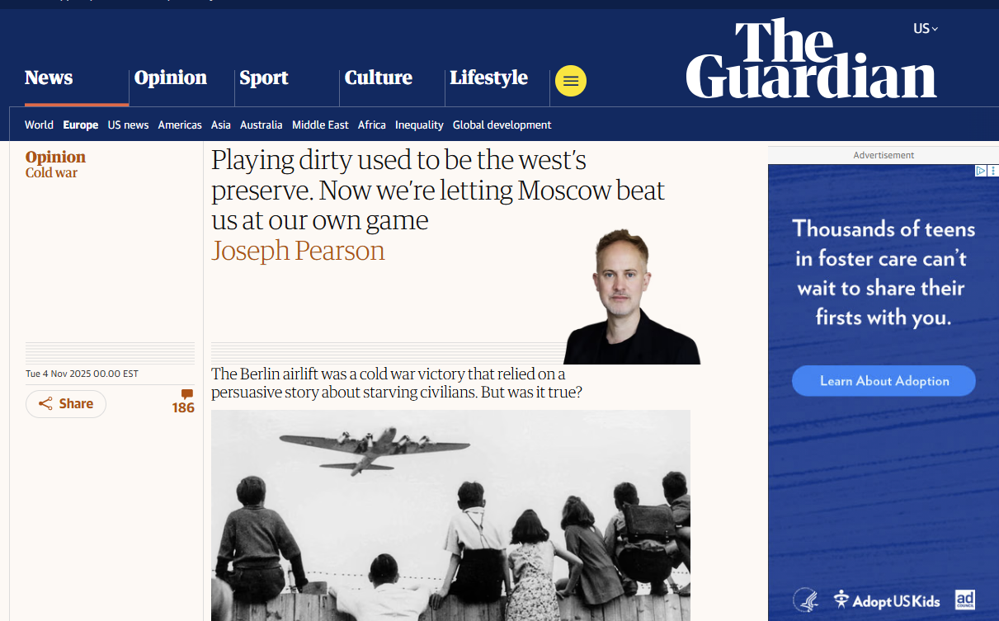 US
The
Guardian
News
Opinion
Sport
Culture
Lifestyle
World Europe US news Americas Asia Australia Middle East Africa Inequality Global development
Opinion
Cold war
Playing dirty used to be the west’s
preserve. Now we’re letting Moscow beat
us at our own game
Joseph Pearson
Tue 4 Nov 2025 00.00 EST
Share
186
The Berlin airlift was a cold war victory that relied on a
persuasive story about starving civilians. But was it true?
Advertisement
Thousands of teens
in foster care can’t
wait to share their
firsts with you.
Learn About Adoption
AdoptUSKids
ad
COUNCIL